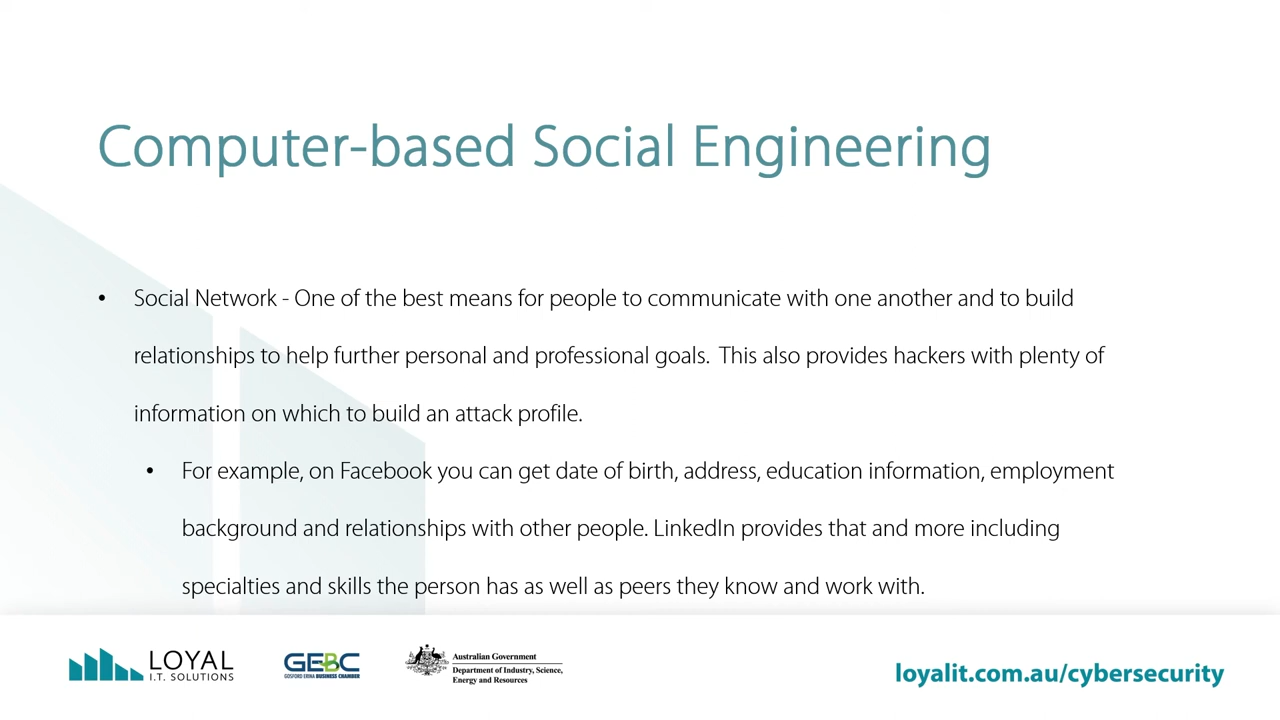 Computer-based Social Engineering
• Social Network - One of the best means for people to communicate with one another and to build
relationships to help further personal and professional goals.  This also provides hackers with plenty of
information on which to build an attack profile.
• For example, on Facebook you can get date of birth, address, education information, employment
background and relationships with other people. LinkedIn provides that and more including
specialties and skills the person has as well as peers they know and work with.
LOYAL
I.T. SOLUTIONS
GEBC
GOSFORD ERINA BUSINESS CHAMBER
Australian Government
Department of Industry, Science,
Energy and Resources
loyalit.com.au/cybersecurity